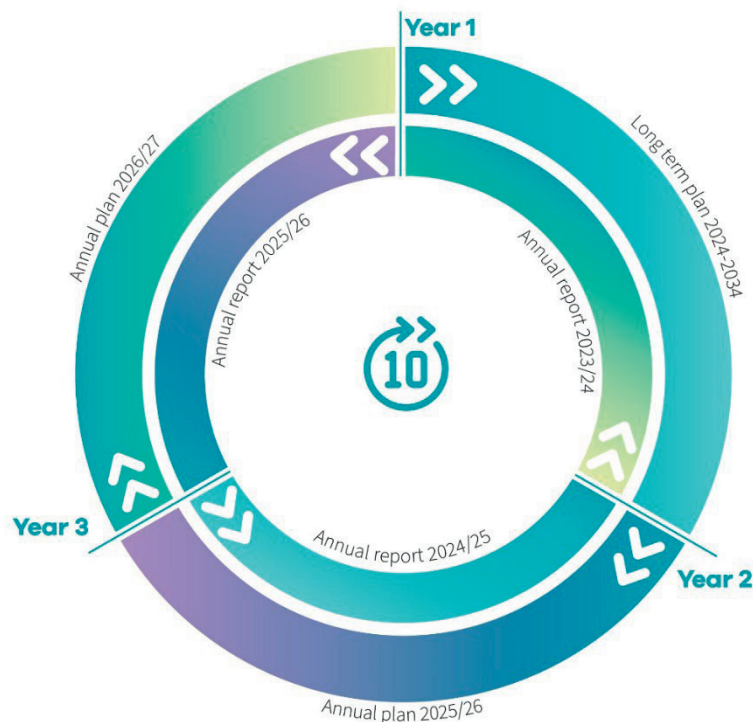 Year 1
Long term plan 2024-2034
Annual report 2023/24
Year 2
Annual plan 2025/26
Annual report 2024/25
Year 3
Annual plan 2026/27
Annual report 2025/26
10